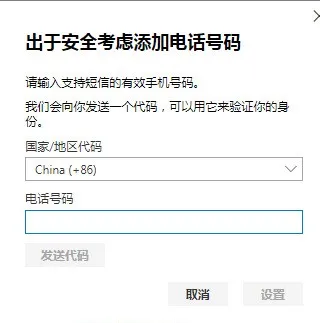 出于安全考虑添加电话号码
请输入支持短信的有效手机号码。
我们会向你发送一个代码，可以用它来验证你的身
份。
国家/地区代码
China (+86)
电话号码
发送代码
取消
设置